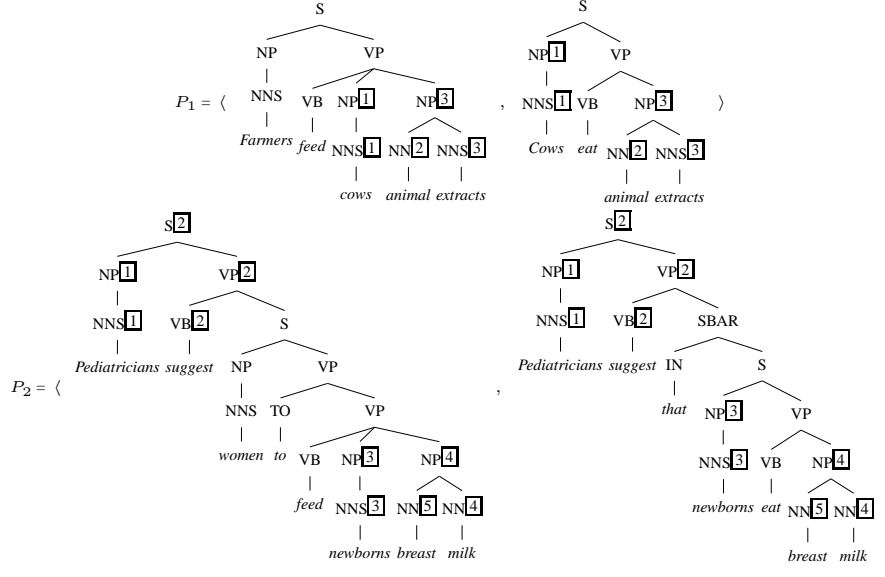 S S
NP VP NP 1 VP
P1 = ⟨ NNS VB NP 1 NP 3 , NNS 1 VB NP 3 ⟩
Farmers feed NNS 1 NN 2 NNS 3 Cows eat NN 2 NNS 3
cows animal extracts animal extracts
S 2 S 2
NP 1 VP 2 NP 1 VP 2
NNS 1 VB 2 S NNS 1 VB 2 SBAR
Pediatricians suggest NP VP Pediatricians suggest IN S
P2 = ⟨ NNS TO VP , that NP 3 VP
women to VB NP 3 NP 4 NNS 3 VB NP 4
feed NNS 3 NN 5 NN 4 newborns eat NN 5 NN 4
newborns breast milk breast milk